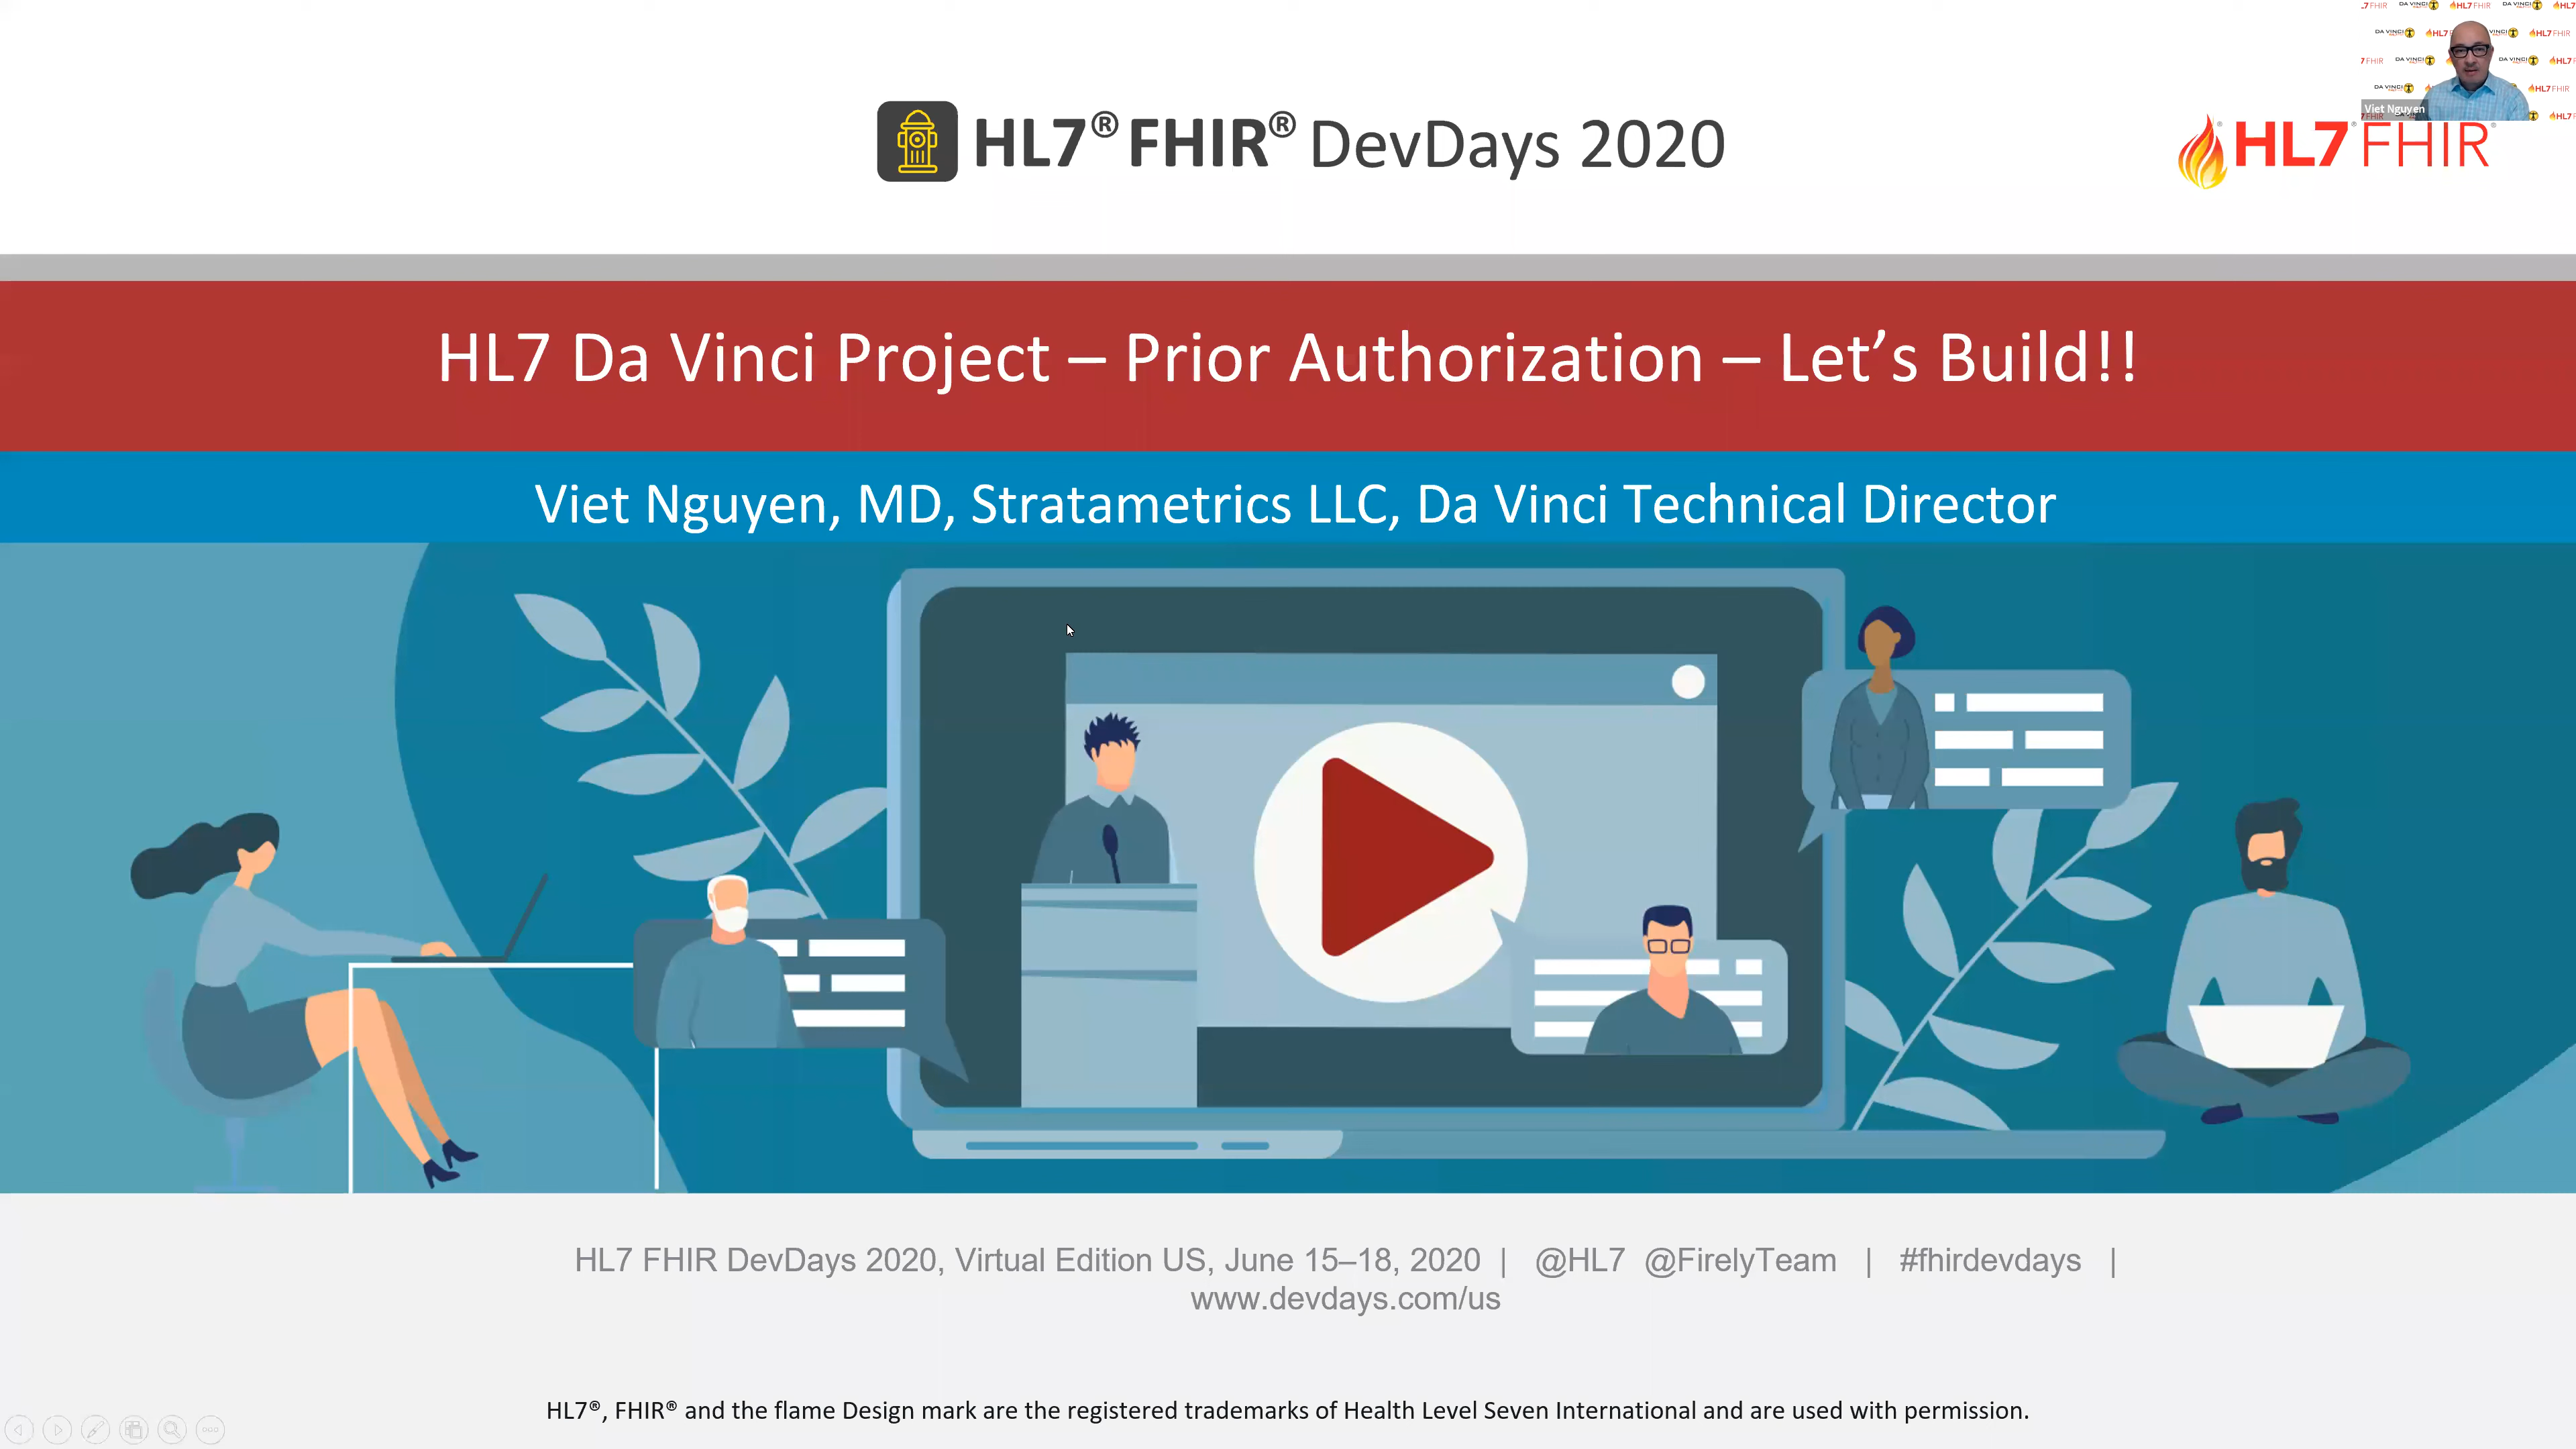 HL7® FHIR® DevDays 2020
Viet Nguyen
HL7® FHIR®
HL7 Da Vinci Project – Prior Authorization – Let’s Build!!
Viet Nguyen, MD, Stratametrics LLC, Da Vinci Technical Director
HL7 FHIR DevDays 2020, Virtual Edition US, June 15–18, 2020 | @HL7 @FirelyTeam | #fhirdevdays |
www.devdays.com/us
HL7®, FHIR® and the flame Design mark are the registered trademarks of Health Level Seven International and are used with permission.